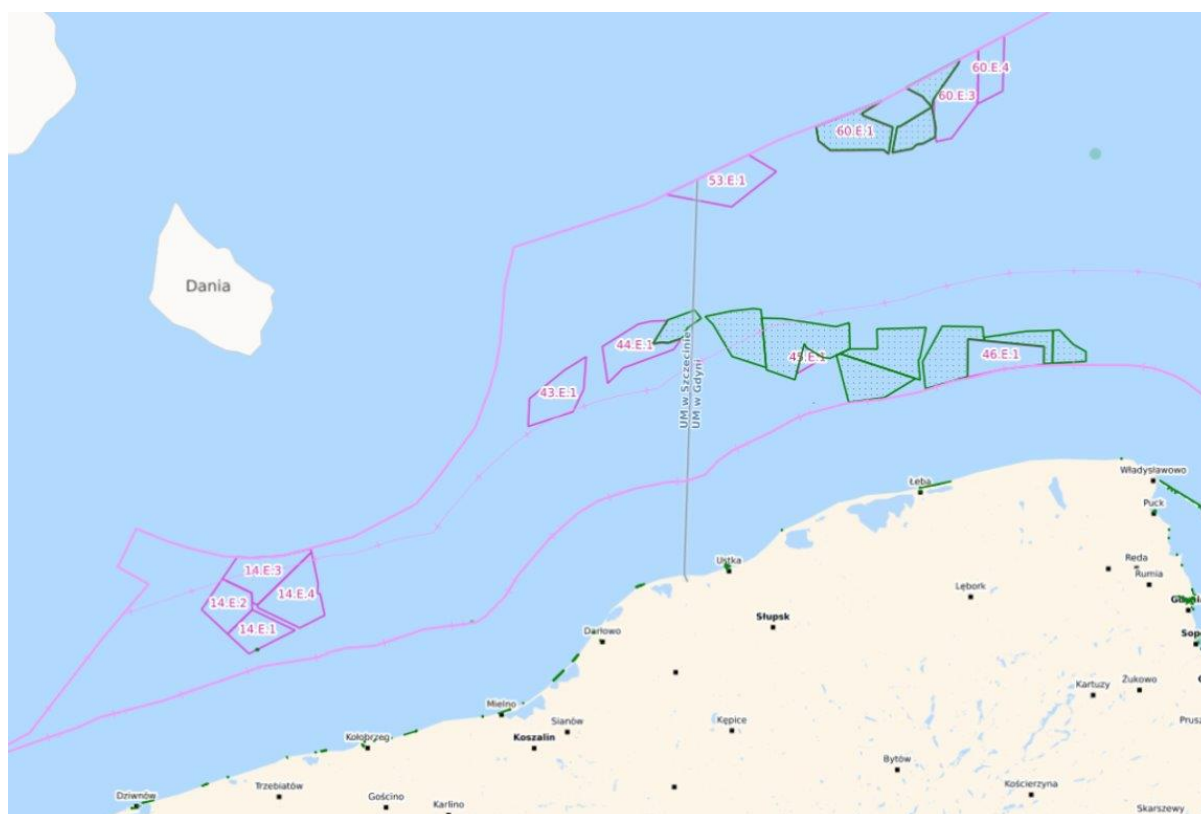 60.E.4
60.E.3
60.E.1
53.E.1
Dania
44.E.1
45.E.1
46.E.1
43.E.1
UM w Szczecinie
UM w Gdyni
Władysławowo
Łeba
Puck
Ustka
Reda
Rumia
14.E.3
14.E.4
14.E.2
14.E.1
Lębork
Słupsk
Darłowo
Kartuzy
Żukowo
Mielno
Sianów
Kępice
Kołobrzeg
Koszalin
Bytów
Trzebiatów
Kościerzyna
Dziwnów
Gościno
Karlino
Skarszewy